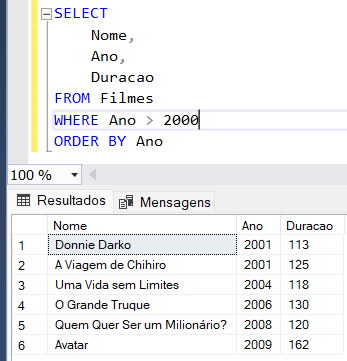 SELECT
Nome,
Ano,
Duracao
FROM Filmes
WHERE Ano > 2000
ORDER BY Ano
100 %
Resultados Mensagens
Nome Ano Duracao
1 Donnie Darko 2001 113
2 A Viagem de Chihiro 2001 125
3 Uma Vida sem Limites 2004 118
4 O Grande Truque 2006 130
5 Quem Quer Ser um Milionário? 2008 120
6 Avatar 2009 162